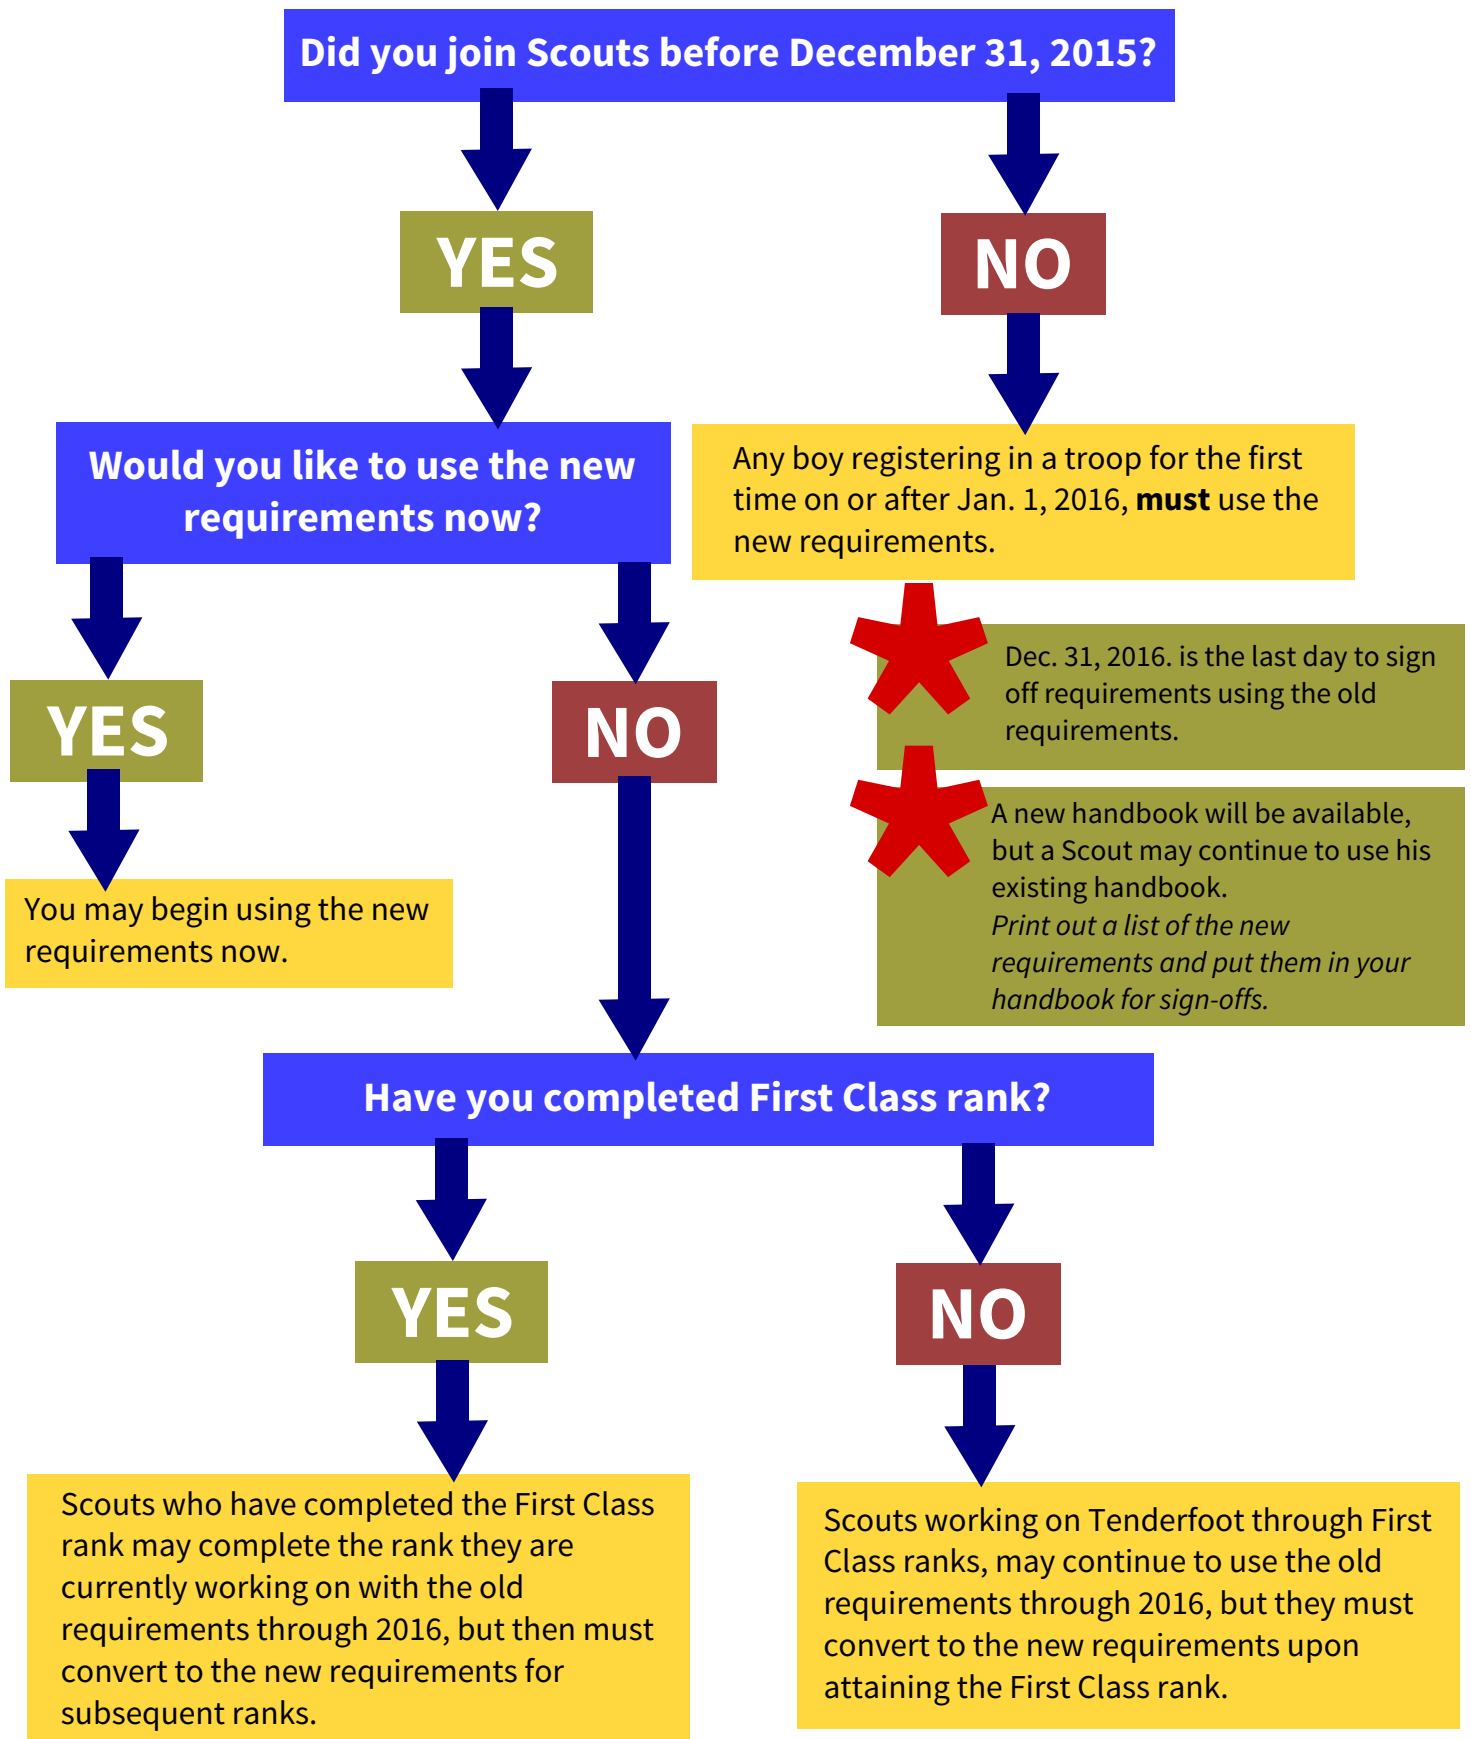 Did you join Scouts before December 31, 2015?
YES
NO
Would you like to use the new
requirements now?
Any boy registering in a troop for the first
time on or after Jan. 1, 2016, must use the
new requirements.
Dec. 31, 2016. is the last day to sign
off requirements using the old
requirements.
YES
NO
A new handbook will be available,
but a Scout may continue to use his
existing handbook.
Print out a list of the new
requirements and put them in your
handbook for sign-offs.
You may begin using the new
requirements now.
Have you completed First Class rank?
YES
NO
Scouts who have completed the First Class
rank may complete the rank they are
currently working on with the old
requirements through 2016, but then must
convert to the new requirements for
subsequent ranks.
Scouts working on Tenderfoot through First
Class ranks, may continue to use the old
requirements through 2016, but they must
convert to the new requirements upon
attaining the First Class rank.